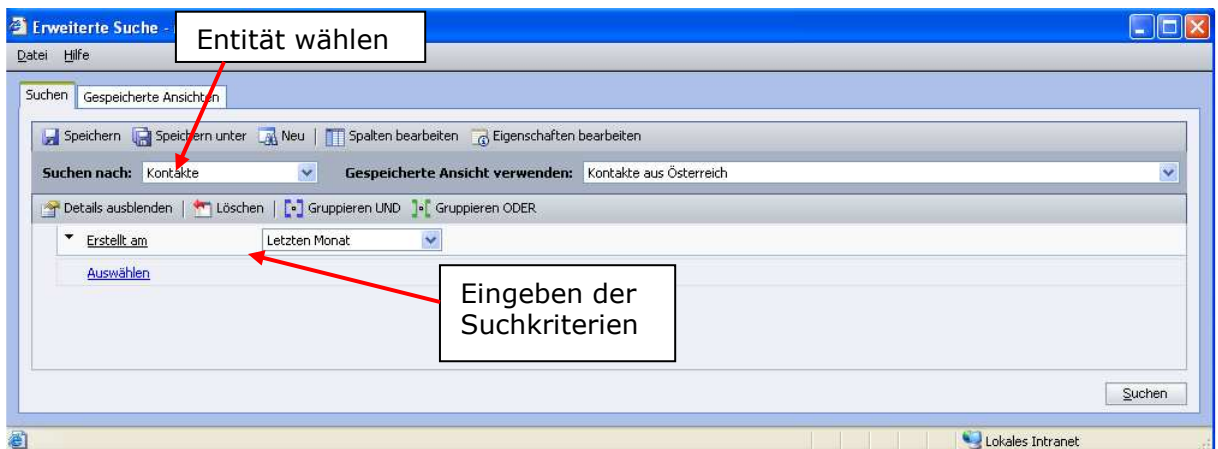 Erweiterte Suche -
Entität wählen
Datei Hilfe
Suchen Gespeicherte Ansichten
Speichern Speichern unter Neu Spalten bearbeiten Eigenschaften bearbeiten
Suchen nach: Kontakte Gespeicherte Ansicht verwenden: Kontakte aus Österreich
Details ausblenden Löschen Gruppieren UND Gruppieren ODER
Erstellt am Letzten Monat
Auswählen
Eingeben der
Suchkriterien
Suchen
Lokales Intranet